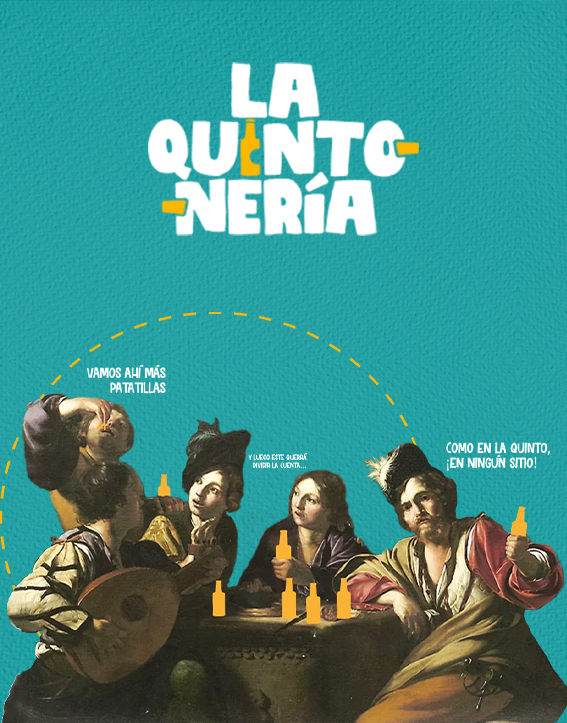 LA
QUINTO-
-NERÍA
VAMOS AHÍ MÁS
PATATILLAS
Y LUEGO ESTE QUERRÁ
DIVIDIR LA CUENTA...
COMO EN LA QUINTO,
¡EN NINGÚN SITIO!